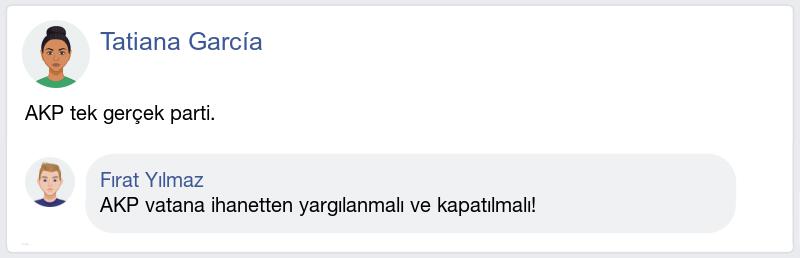 Tatiana García
AKP tek gerçek parti.
Fırat Yılmaz
AKP vatana ihanetten yargılanmalı ve kapatılmalı!